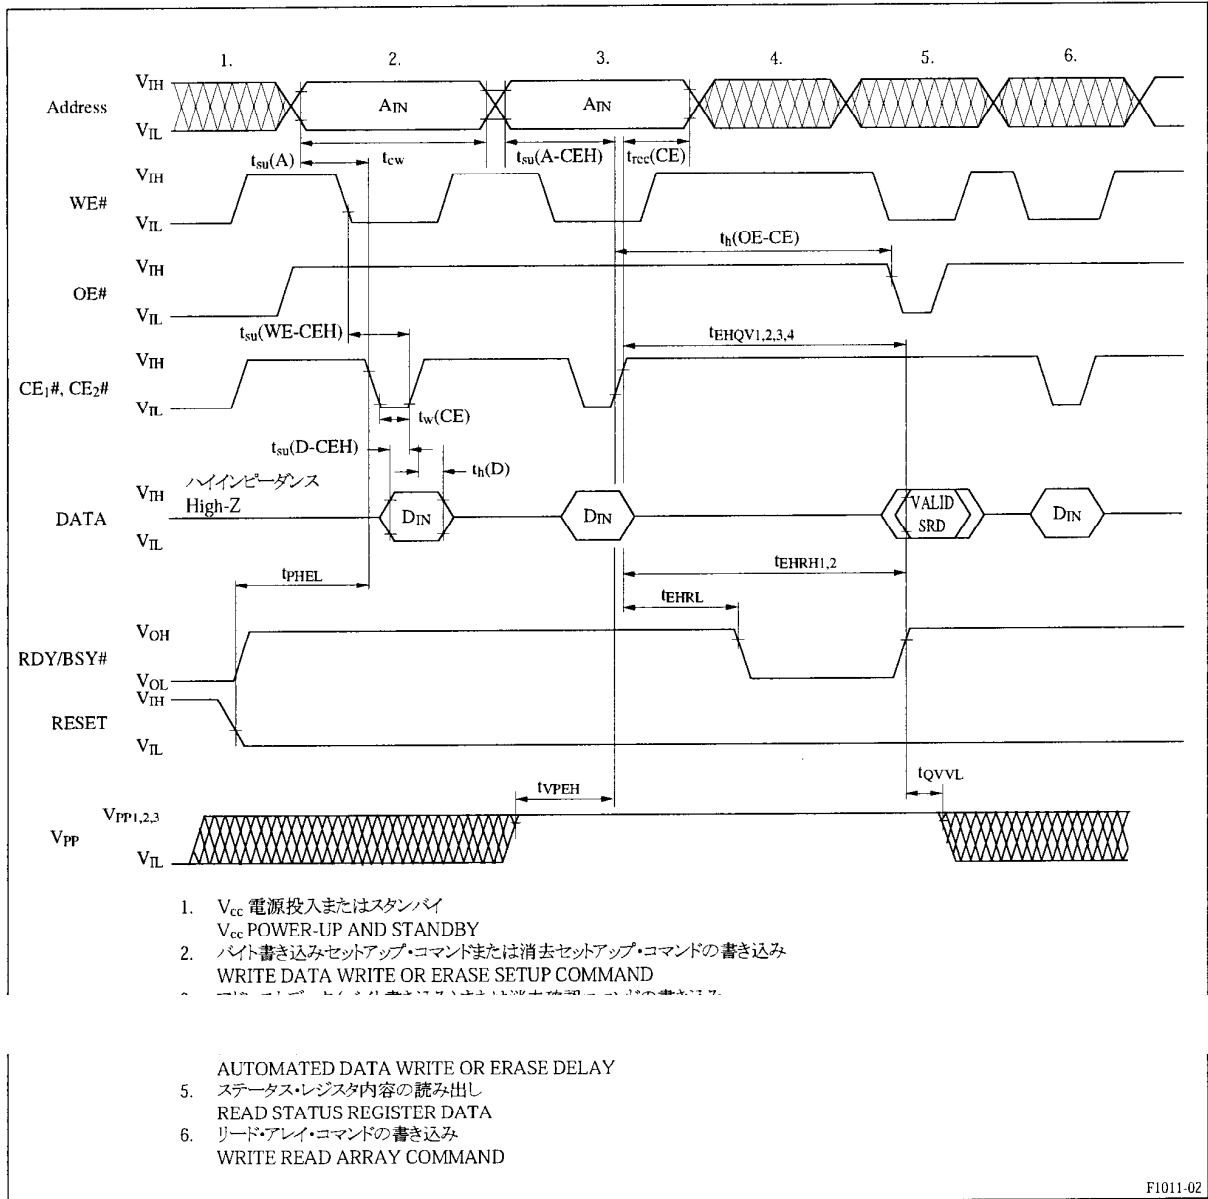 1. 2. 3. 4. 5. 6.
Address VIH AIN AIN
VIL
tsu(A) tcw tsu(A-CEH) trec(CE)
WE# VIH
VIL
th(OE-CE)
OE# VIH
VIL
tsu(WE-CEH) tEHQV1,2,3,4
CE1#, CE2# VIH
VIL
tw(CE)
tsu(D-CEH)
th(D)
ハイインピーダンス
High-Z
DATA VIH DIN DIN VALID SRD DIN
VIL
tPHEL tEHRH1,2
tEHRL
RDY/BSY# VOH
VOL
RESET VIH
VIL
tVPEH tQVVL
VPP VPP1,2,3
VIL
1. Vcc 電源投入またはスタンバイ
Vcc POWER-UP AND STANDBY
2. バイト書き込みセットアップ・コマンドまたは消去セットアップ・コマンドの書き込み
WRITE DATA WRITE OR ERASE SETUP COMMAND
AUTOMATED DATA WRITE OR ERASE DELAY
5. ステータス・レジスタ内容の読み出し
READ STATUS REGISTER DATA
6. リード・アレイ・コマンドの書き込み
WRITE READ ARRAY COMMAND
F1011-02